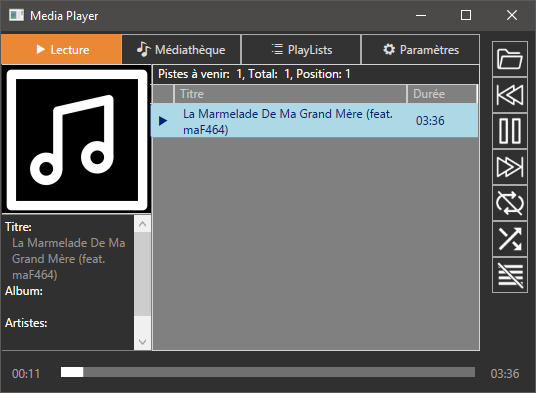 Media Player
Lecture
Médiathèque
PlayLists
Paramètres
Pistes à venir:  1, Total:  1, Position: 1
Titre
Durée
La Marmelade De Ma Grand Mère (feat.
maF464)
03:36
Titre:
La Marmelade De Ma
Grand Mère (feat.
maF464)
Album:
Artistes:
00:11
03:36